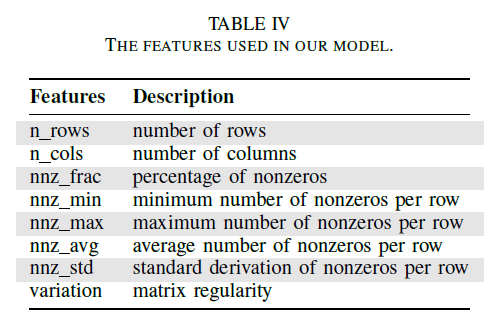 TABLE IV
THE FEATURES USED IN OUR MODEL.
Features Description
n_rows number of rows
n_cols number of columns
nnz_frac percentage of nonzeros
nnz_min minimum number of nonzeros per row
nnz_max maximum number of nonzeros per row
nnz_avg average number of nonzeros per row
nnz_std standard derivation of nonzeros per row
variation matrix regularity